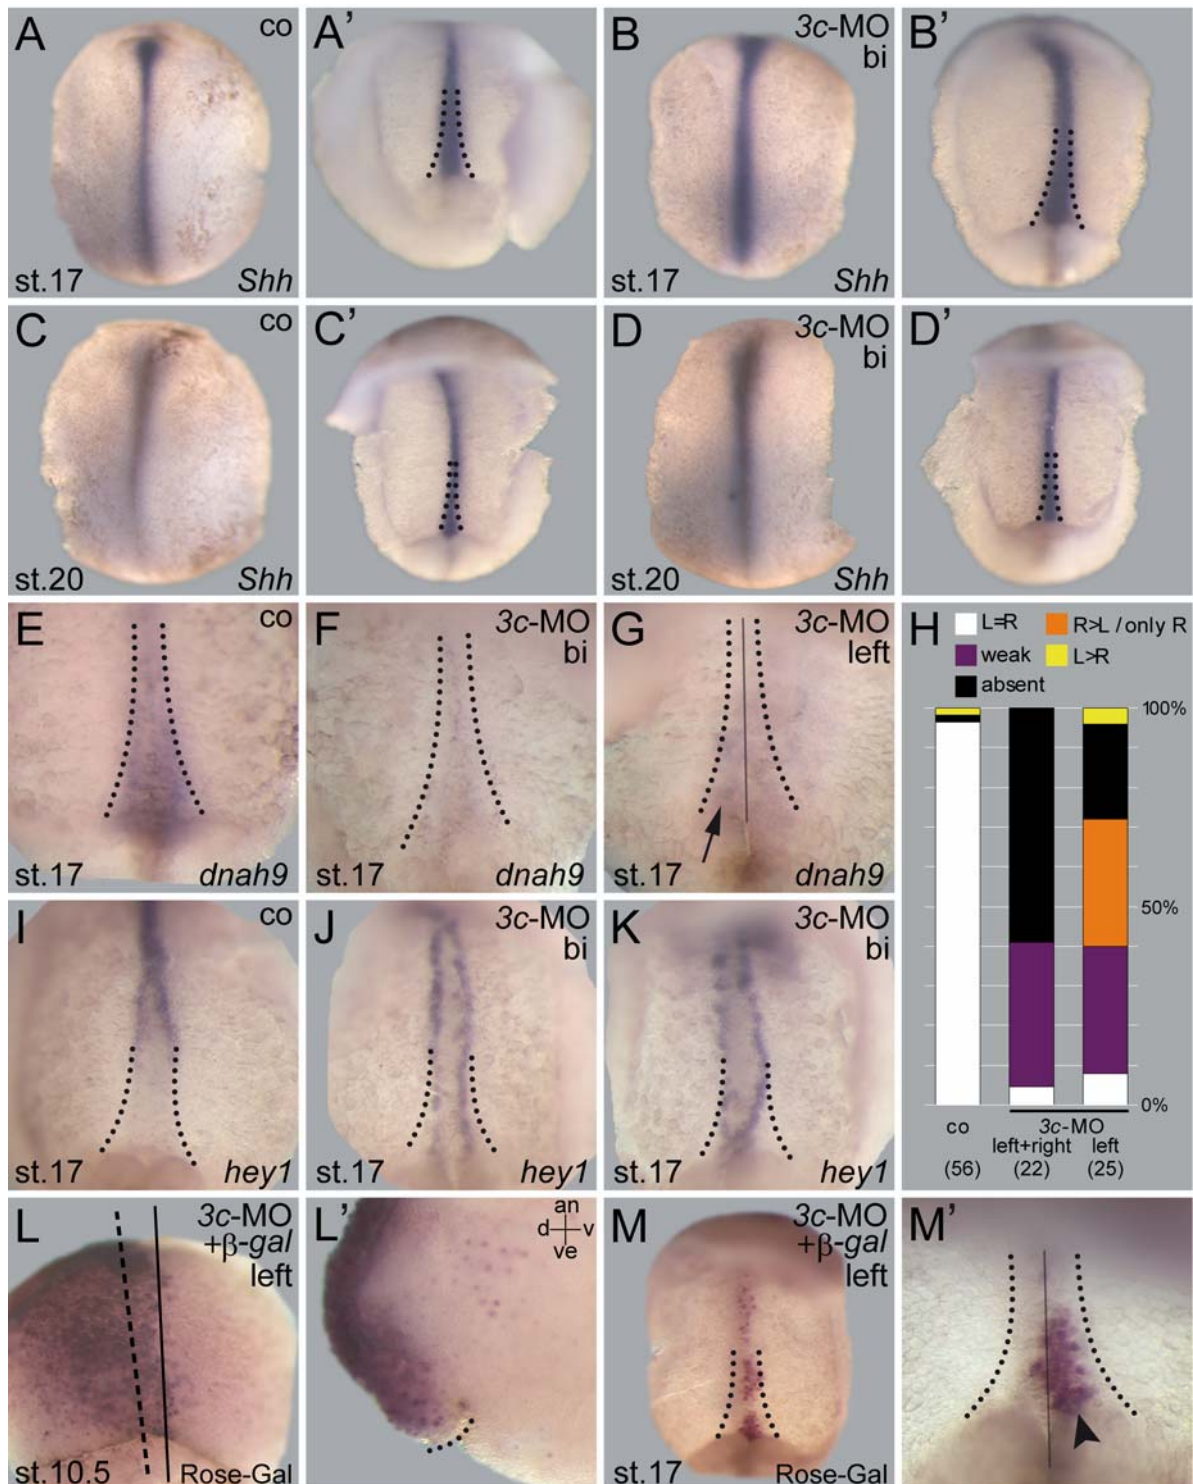 A
co
st.17
Shh
A'
B
3c-MO
bi
st.17
Shh
B'
C
co
st.20
Shh
C'
D
3c-MO
bi
st.20
Shh
D'
E
co
st.17
dnah9
F
3c-MO
bi
st.17
dnah9
G
3c-MO
left
st.17
dnah9
H
L=R
R>L / only R
weak
L>R
absent
100%
50%
0%
co
(56)
3c-MO
left+right
(22)
left
(25)
I
co
st.17
hey1
J
3c-MO
bi
st.17
hey1
K
3c-MO
bi
st.17
hey1
L
3c-MO
+β-gal
left
st.10.5
Rose-Gal
L'
an
d v
ve
M
3c-MO
+β-gal
left
st.17
Rose-Gal
M'